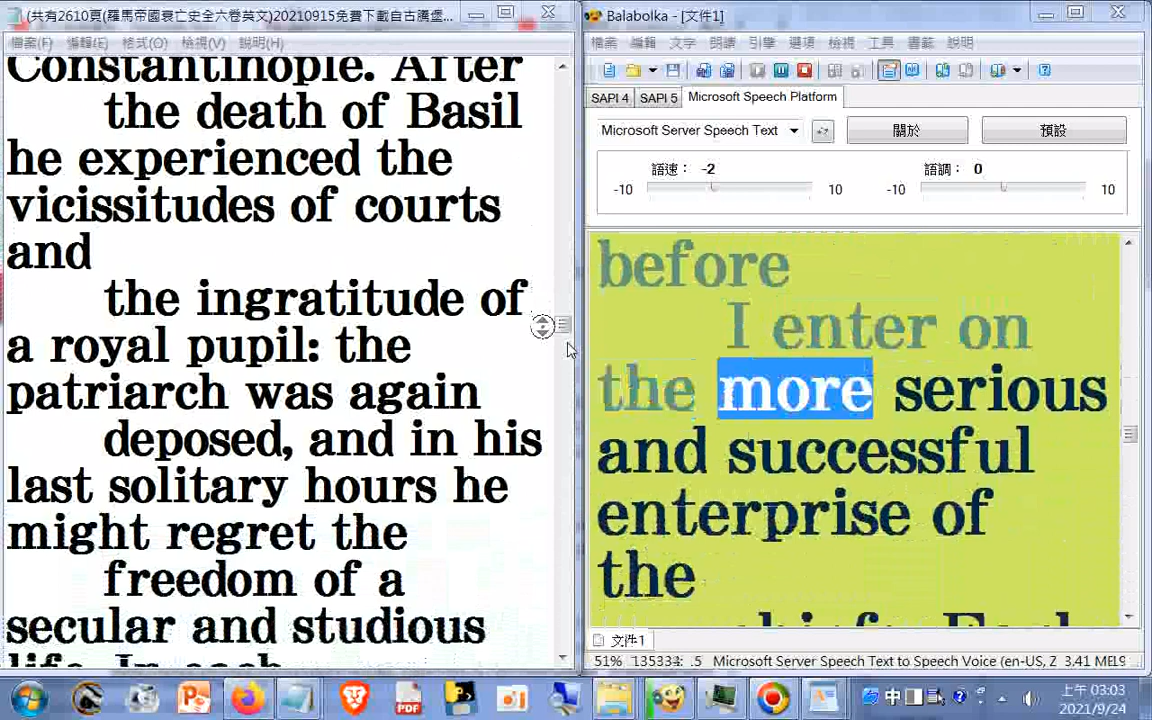 (共有2610頁(羅馬帝國衰亡史全六卷英文)20210915免費下載自古騰堡...
檔案(F) 編輯(E) 格式(O) 檢視(V) 說明(H)
Constantinople. After
the death of Basil
he experienced the
vicissitudes of courts
and
the ingratitude of
a royal pupil: the
patriarch was again
deposed, and in his
last solitary hours he
might regret the
freedom of a
secular and studious
life. In each
Balabolka - [文件1]
檔案 編輯 文字 朗讀 引擎 選項 檢視 工具 書籤 說明
SAPI 4 SAPI 5 Microsoft Speech Platform
Microsoft Server Speech Text 關於 預設
語速： -2 語調： 0
-10 10 -10 10
before
I enter on
the more serious
and successful
enterprise of
the
文件1
51% Microsoft Server Speech Text to Speech Voice (en-US, Z 3.41
中 上午 03:03
2021/9/24